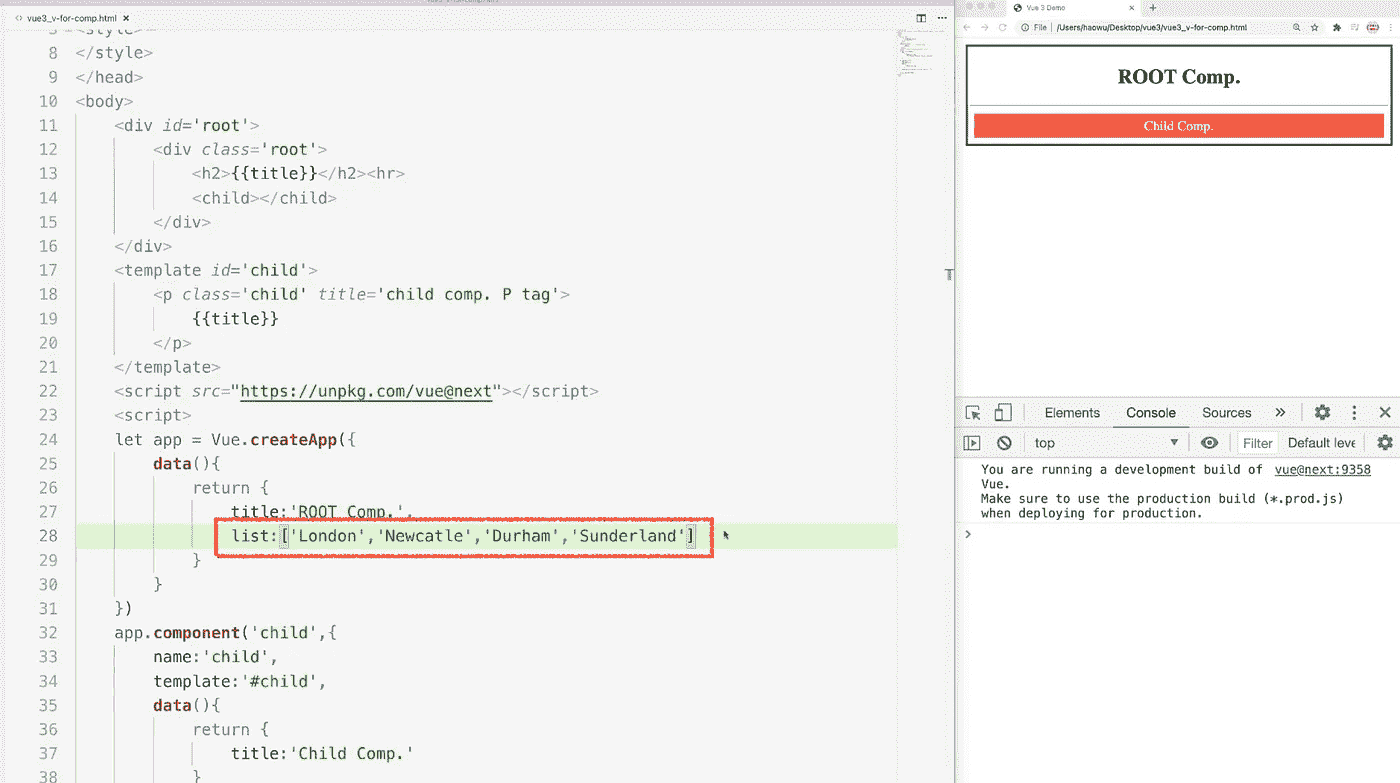 vue3_v-for-comp.html ×
5 <style>
8 </style>
9 </head>
10 <body>
11 <div id='root'>
12 <div class='root'>
13 <h2>{{title}}</h2><hr>
14 <child></child>
15 </div>
16 </div>
17 <template id='child'>
18 <p class='child' title='child comp. P tag'>
19 {{title}}
20 </p>
21 </template>
22 <script src="https://unpkg.com/vue@next"></script>
23 <script>
24 let app = Vue.createApp({
25 data(){
26 return {
27 title:'ROOT Comp.',
28 list:['London','Newcatle','Durham','Sunderland']
29 }
30 }
31 })
32 app.component('child',{
33 name:'child',
34 template:'#child',
35 data(){
36 return {
37 title:'Child Comp.'
38 }
Vue 3 Demo × +
File | /Users/haowu/Desktop/vue3/vue3_v-for-comp.html
ROOT Comp.
Child Comp.
Elements Console Sources »
top Filter Default leve
You are running a development build of vue@next:9358
Vue.
Make sure to use the production build (*.prod.js)
when deploying for production.
>